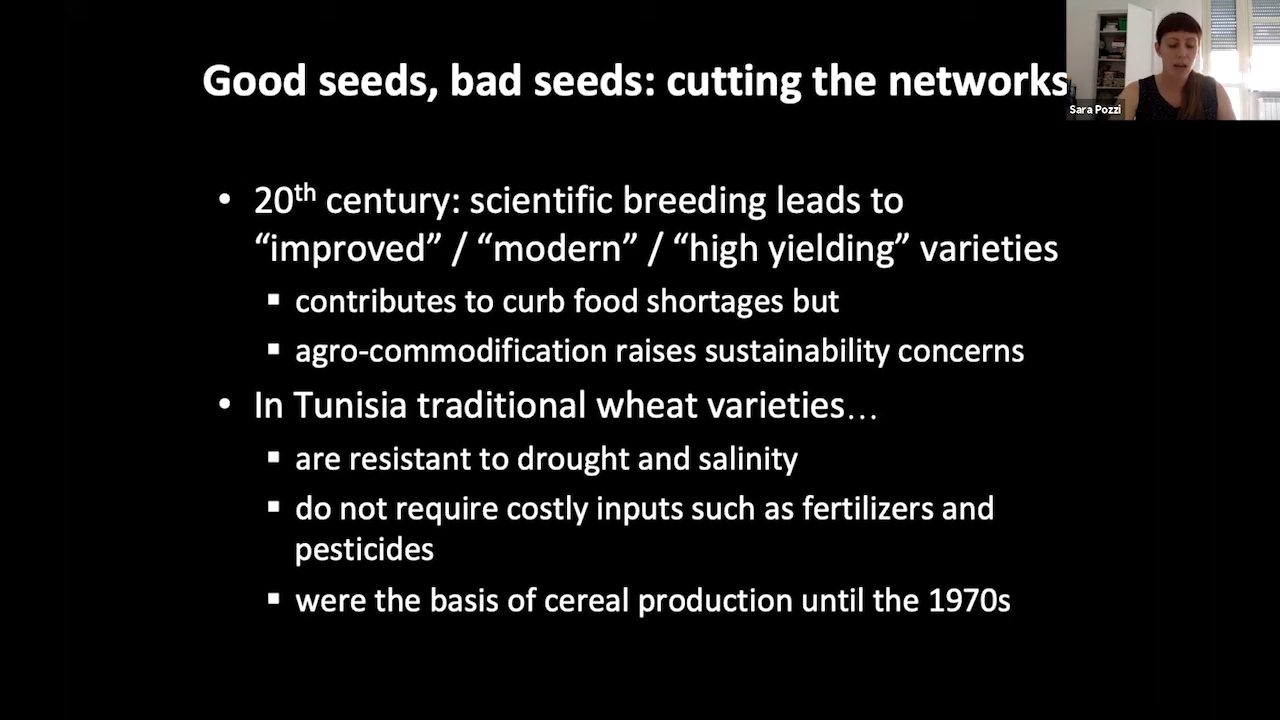 Good seeds, bad seeds: cutting the networks
Sara Pozzi
• 20th century: scientific breeding leads to
“improved” / “modern” / “high yielding” varieties
▪ contributes to curb food shortages but
▪ agro-commodification raises sustainability concerns
• In Tunisia traditional wheat varieties…
▪ are resistant to drought and salinity
▪ do not require costly inputs such as fertilizers and
pesticides
▪ were the basis of cereal production until the 1970s